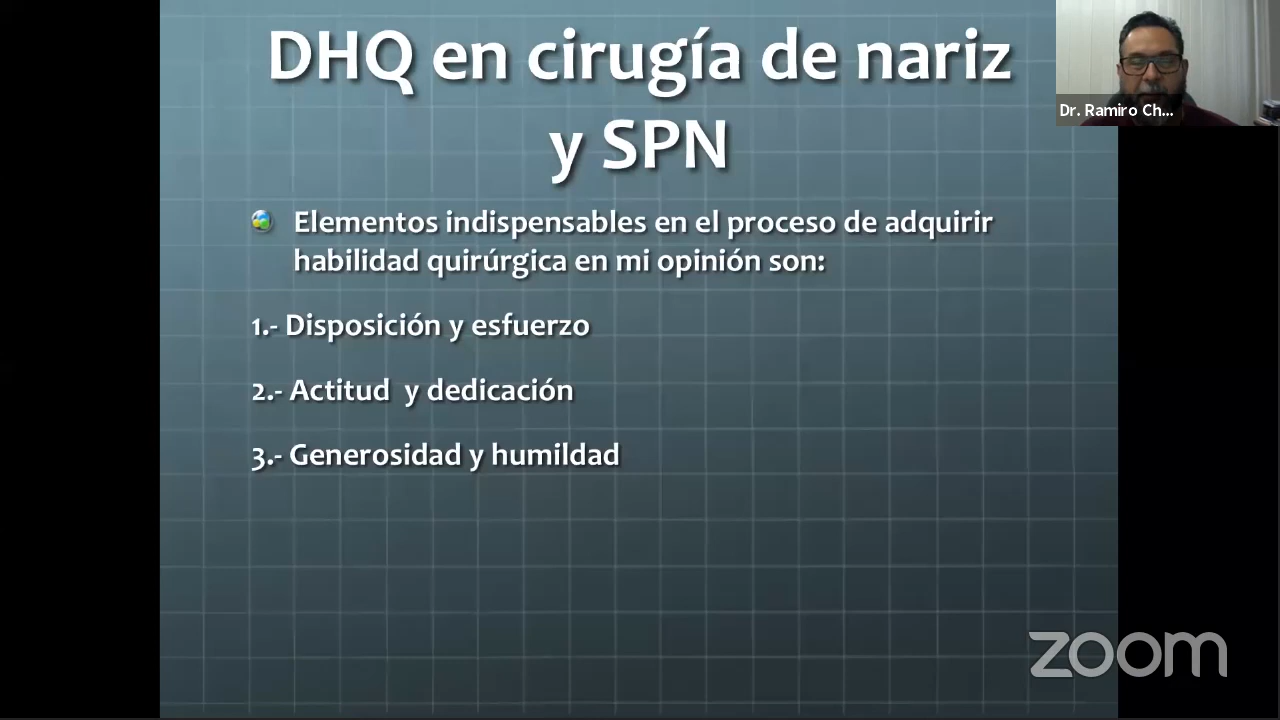 DHQ en cirugía de nariz
y SPN
Elementos indispensables en el proceso de adquirir
habilidad quirúrgica en mi opinión son:
1.- Disposición y esfuerzo
2.- Actitud y dedicación
3.- Generosidad y humildad
Dr. Ramiro Ch...
zoom